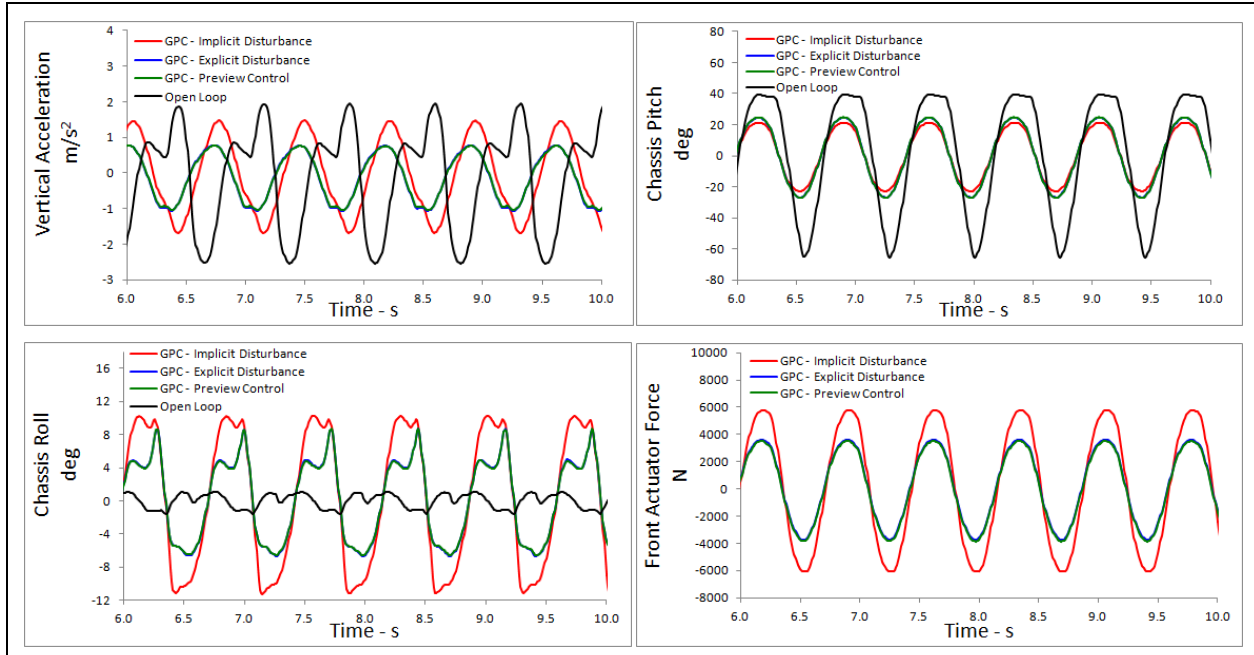 4
3
2
1
0
-1
-2
-3
Vertical Acceleration
m/s²
GPC - Implicit Disturbance
GPC - Explicit Disturbance
GPC - Preview Control
Open Loop
6.0 6.5 7.0 7.5 8.0 8.5 9.0 9.5 10.0
Time - s
80
60
40
20
0
-20
-40
-60
-80
Chassis Pitch
deg
GPC - Implicit Disturbance
GPC - Explicit Disturbance
GPC - Preview Control
Open Loop
6.0 6.5 7.0 7.5 8.0 8.5 9.0 9.5 10.0
Time - s
16
12
8
4
0
-4
-8
-12
Chassis Roll
deg
GPC - Implicit Disturbance
GPC - Explicit Disturbance
GPC - Preview Control
Open Loop
6.0 6.5 7.0 7.5 8.0 8.5 9.0 9.5 10.0
Time - s
10000
8000
6000
4000
2000
0
-2000
-4000
-6000
-8000
Front Actuator Force
N
GPC - Implicit Disturbance
GPC - Explicit Disturbance
GPC - Preview Control
6.0 6.5 7.0 7.5 8.0 8.5 9.0 9.5 10.0
Time - s